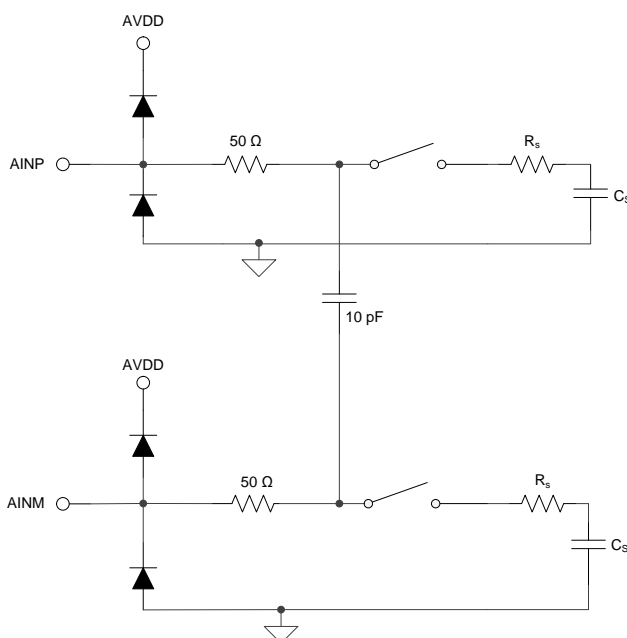 AVDD
50 Ω
Rs
AINP
Cs
10 pF
AVDD
50 Ω
Rs
AINM
Cs